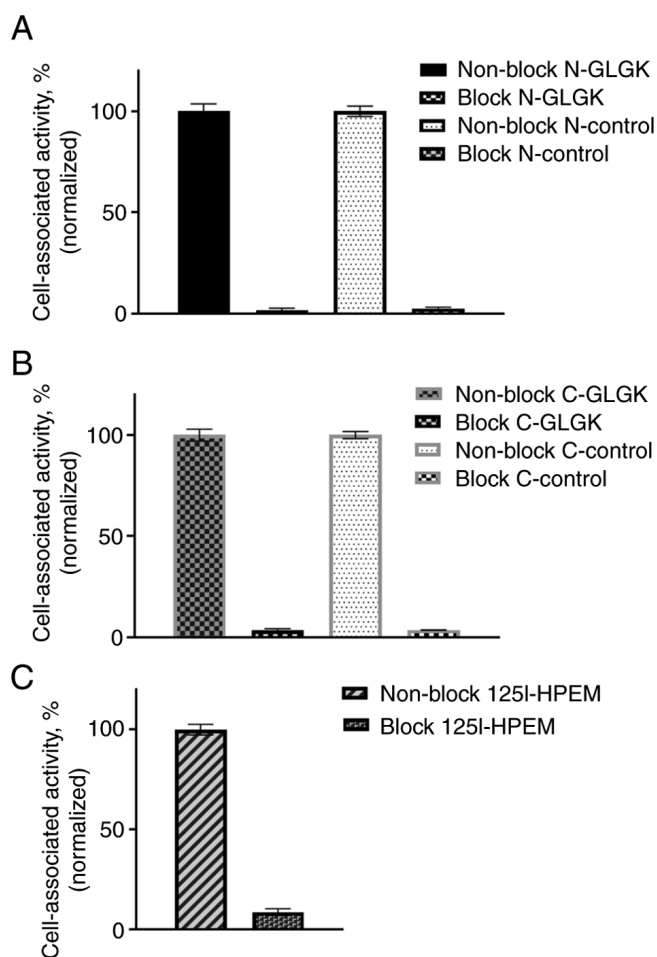 A
Cell-associated activity, %
(normalized)
100
50
0
Non-block N-GLGK
Block N-GLGK
Non-block N-control
Block N-control
B
Cell-associated activity, %
(normalized)
100
50
0
Non-block C-GLGK
Block C-GLGK
Non-block C-control
Block C-control
C
Cell-associated activity, %
(normalized)
100
50
0
Non-block 125I-HPEM
Block 125I-HPEM